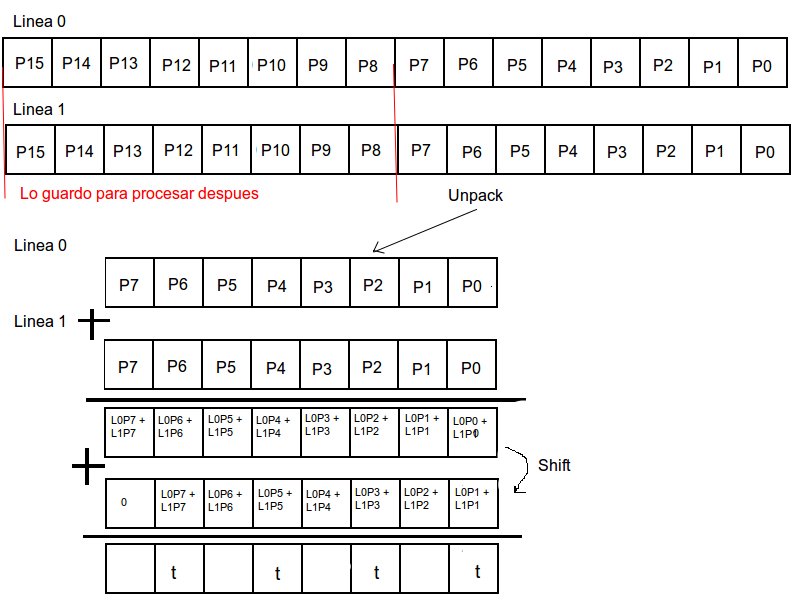 Linea 0
P15 P14 P13 P12 P11 P10 P9 P8 P7 P6 P5 P4 P3 P2 P1 P0
Linea 1
P15 P14 P13 P12 P11 P10 P9 P8 P7 P6 P5 P4 P3 P2 P1 P0
Lo guardo para procesar despues
Unpack
Linea 0
P7 P6 P5 P4 P3 P2 P1 P0
Linea 1 +
P7 P6 P5 P4 P3 P2 P1 P0
L0P7 + L0P6 + L0P5 + L0P4 + L0P3 + L0P2 + L0P1 + L0P0 +
L1P7 L1P6 L1P5 L1P4 L1P3 L1P2 L1P1 L1P0
+
Shift
0 L0P7 + L0P6 + L0P5 + L0P4 + L0P3 + L0P2 + L0P1 +
L1P7 L1P6 L1P5 L1P4 L1P3 L1P2 L1P1
t t t t